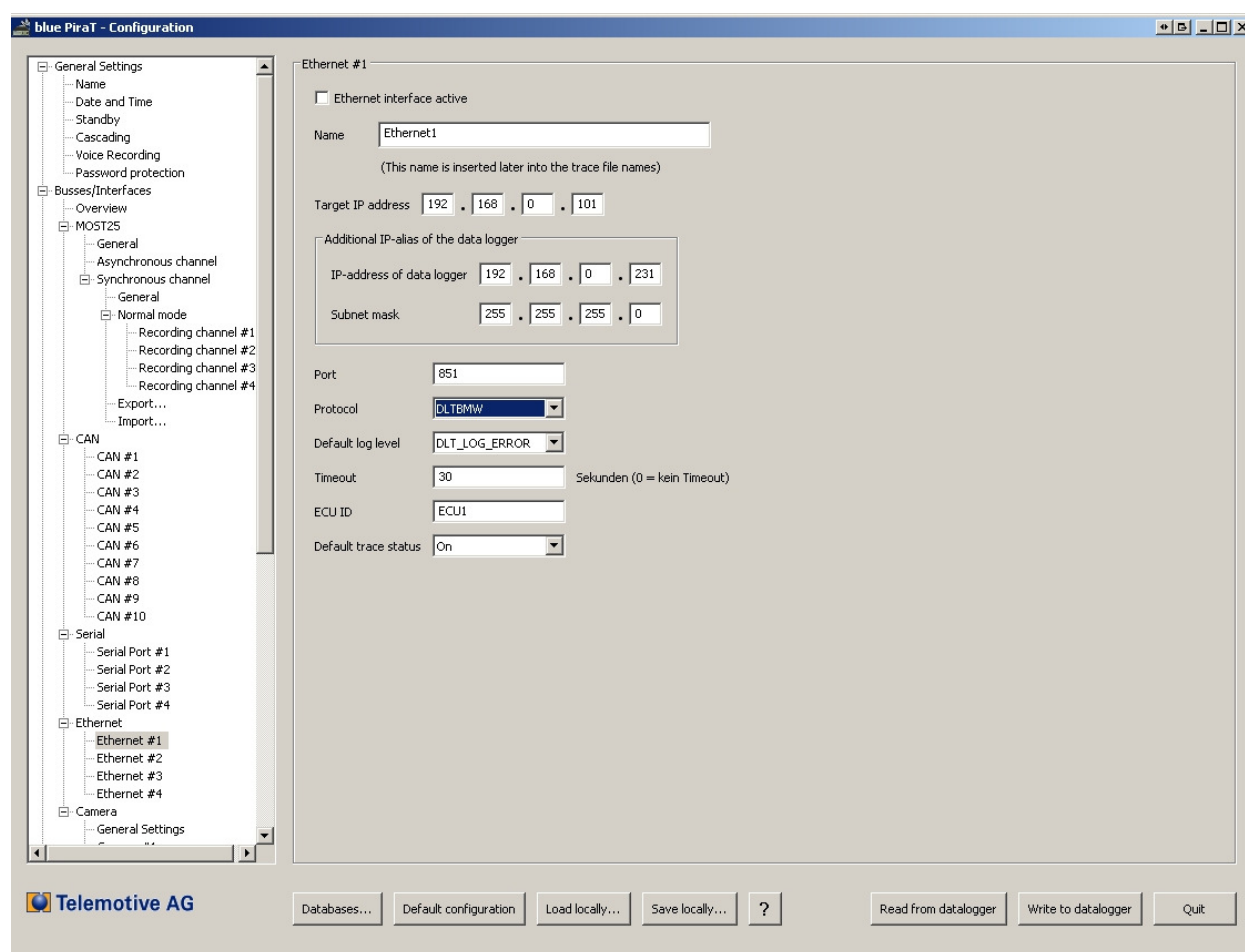 blue PiraT - Configuration
General Settings
Name
Date and Time
Standby
Cascading
Voice Recording
Password protection
Busses/Interfaces
Overview
MOST25
General
Asynchronous channel
Synchronous channel
General
Normal mode
Recording channel #1
Recording channel #2
Recording channel #3
Recording channel #4
Export...
Import...
CAN
CAN #1
CAN #2
CAN #3
CAN #4
CAN #5
CAN #6
CAN #7
CAN #8
CAN #9
CAN #10
Serial
Serial Port #1
Serial Port #2
Serial Port #3
Serial Port #4
Ethernet
Ethernet #1
Ethernet #2
Ethernet #3
Ethernet #4
Camera
General Settings
Ethernet #1
Ethernet interface active
Name Ethernet1
(This name is inserted later into the trace file names)
Target IP address 192 . 168 . 0 . 101
Additional IP-alias of the data logger
IP-address of data logger 192 . 168 . 0 . 231
Subnet mask 255 . 255 . 255 . 0
Port 851
Protocol DLTBMW
Default log level DLT_LOG_ERROR
Timeout 30 Sekunden (0 = kein Timeout)
ECU ID ECU1
Default trace status On
Telemotive AG
Databases... Default configuration Load locally... Save locally... ? Read from datalogger Write to datalogger Quit